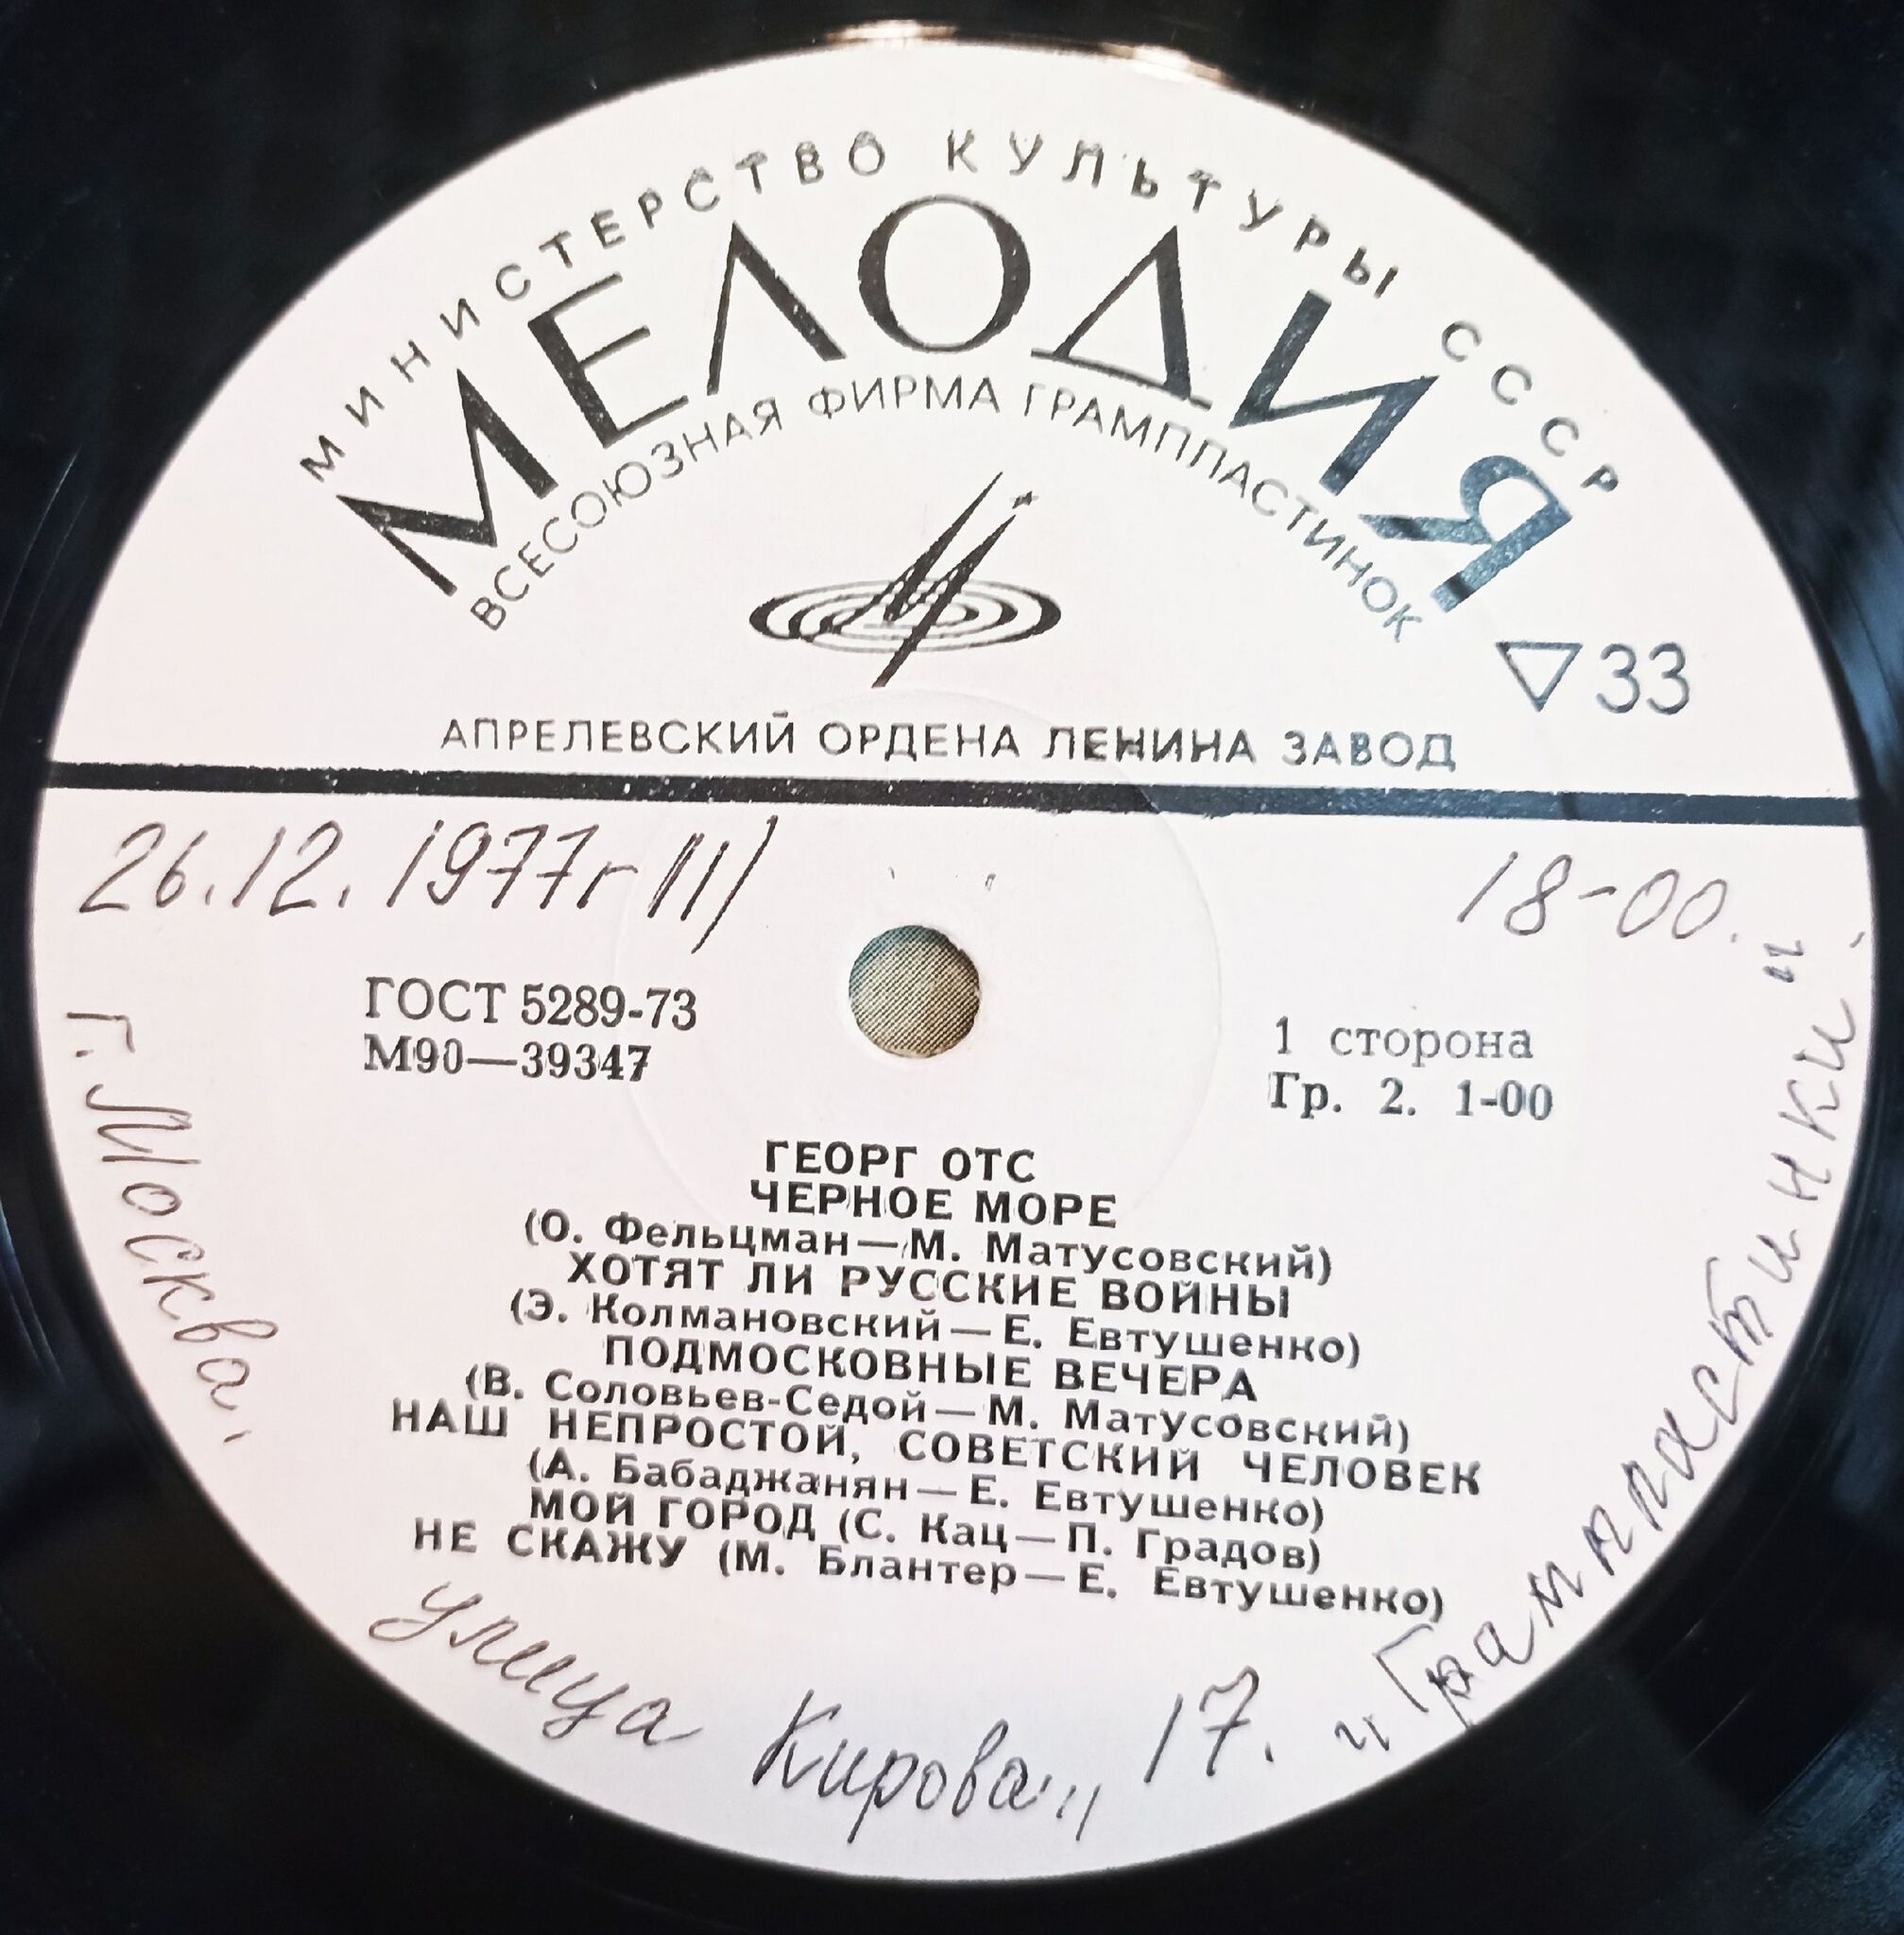 МИНИСТЕРСТВО КУЛЬТУРЫ СССР
МЕЛОДИЯ
ВСЕСОЮЗНАЯ ФИРМА ГРАМПЛАСТИНОК
▽33
АПРЕЛЕВСКИЙ ОРДЕНА ЛЕНИНА ЗАВОД
26.12.1977г
18-00.
ГОСТ 5289-73
М90—39347
1 сторона
Гр. 2. 1-00
ГЕОРГ ОТС
ЧЕРНОЕ МОРЕ
(О. Фельцман—М. Матусовский)
ХОТЯТ ЛИ РУССКИЕ ВОЙНЫ
(Э. Колмановский—Е. Евтушенко)
ПОДМОСКОВНЫЕ ВЕЧЕРА
(В. Соловьев-Седой—М. Матусовский)
НАШ НЕПРОСТОЙ, СОВЕТСКИЙ ЧЕЛОВЕК
(А. Бабаджанян—Е. Евтушенко)
МОЙ ГОРОД (С. Кац—П. Градов)
НЕ СКАЖУ (М. Блантер—Е. Евтушенко)
г. Москва,
улица Кирова, 17.
"Грампластинки"